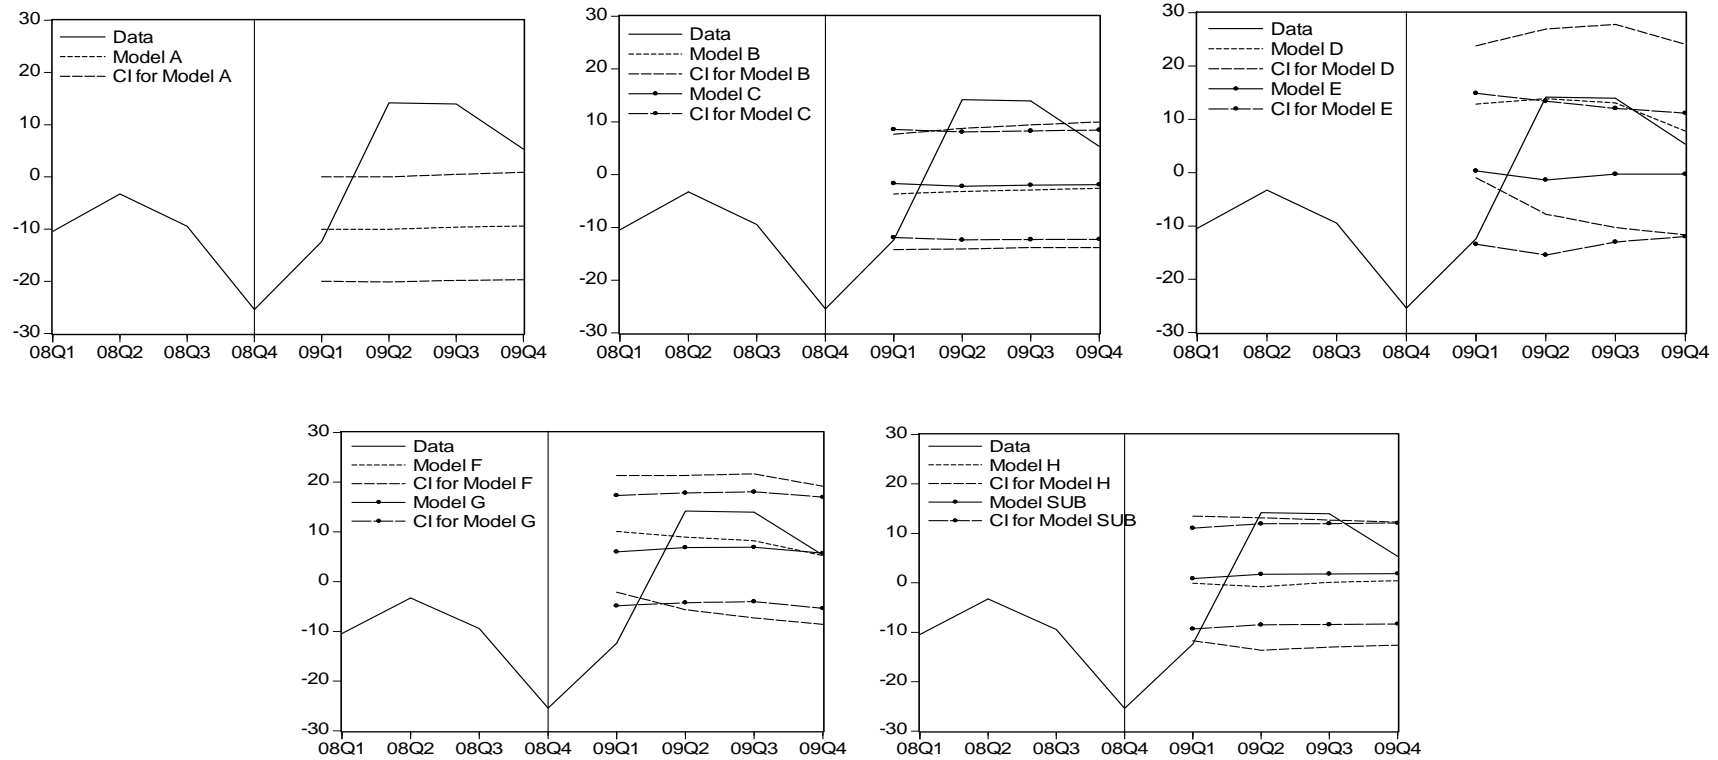 30
20
10
0
-10
-20
-30
Data
Model A
CI for Model A
08Q1 08Q2 08Q3 08Q4 09Q1 09Q2 09Q3 09Q4
30
20
10
0
-10
-20
-30
Data
Model B
CI for Model B
Model C
CI for Model C
08Q1 08Q2 08Q3 08Q4 09Q1 09Q2 09Q3 09Q4
30
20
10
0
-10
-20
-30
Data
Model D
CI for Model D
Model E
CI for Model E
08Q1 08Q2 08Q3 08Q4 09Q1 09Q2 09Q3 09Q4
30
20
10
0
-10
-20
-30
Data
Model F
CI for Model F
Model G
CI for Model G
08Q1 08Q2 08Q3 08Q4 09Q1 09Q2 09Q3 09Q4
30
20
10
0
-10
-20
-30
Data
Model H
CI for Model H
Model SUB
CI for Model SUB
08Q1 08Q2 08Q3 08Q4 09Q1 09Q2 09Q3 09Q4